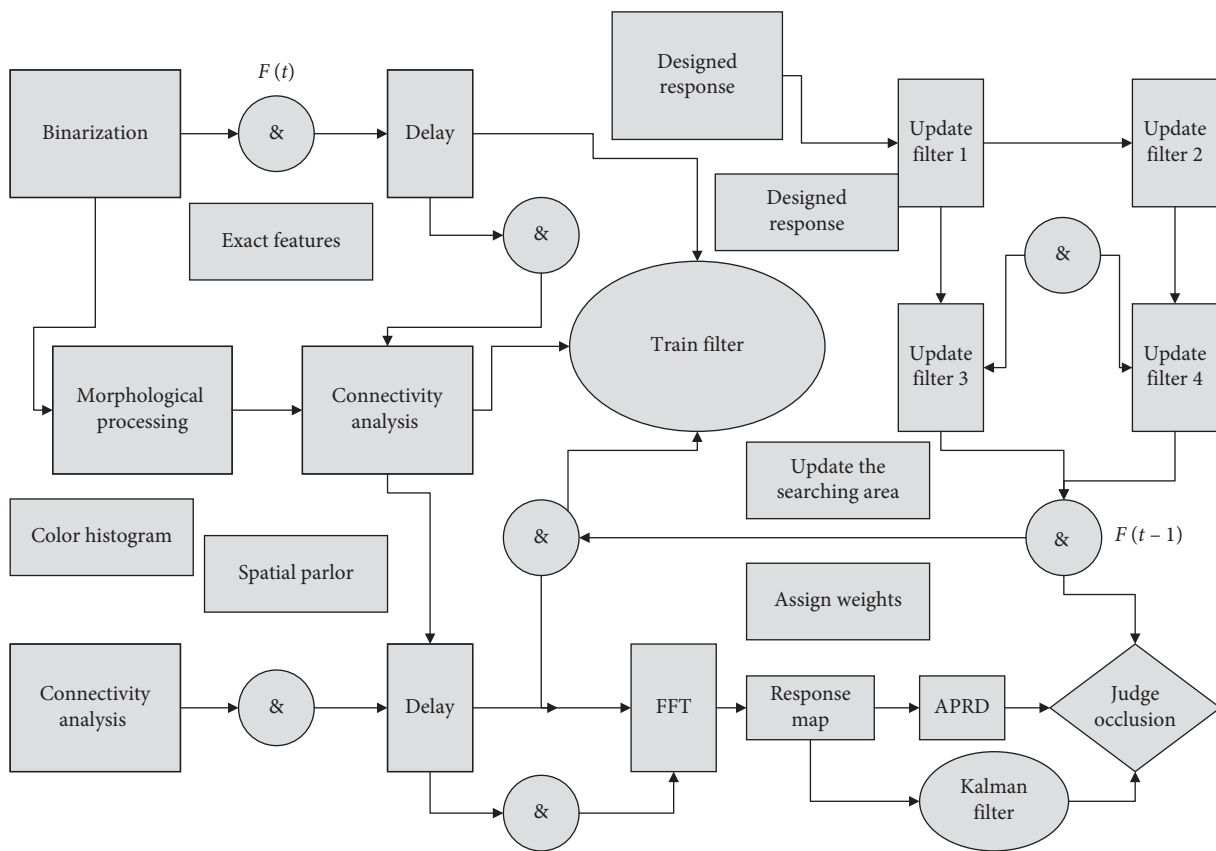 F (t)
Designed
response
Binarization
&
Delay
Update
filter 1
Update
filter 2
Designed
response
Exact features
&
&
Train filter
Update
filter 3
Update
filter 4
Morphological
processing
Connectivity
analysis
Update the
searching area
Color histogram
&
&
F (t – 1)
Spatial parlor
Assign weights
Connectivity
analysis
&
Delay
FFT
Response
map
APRD
Judge
occlusion
&
Kalman
filter